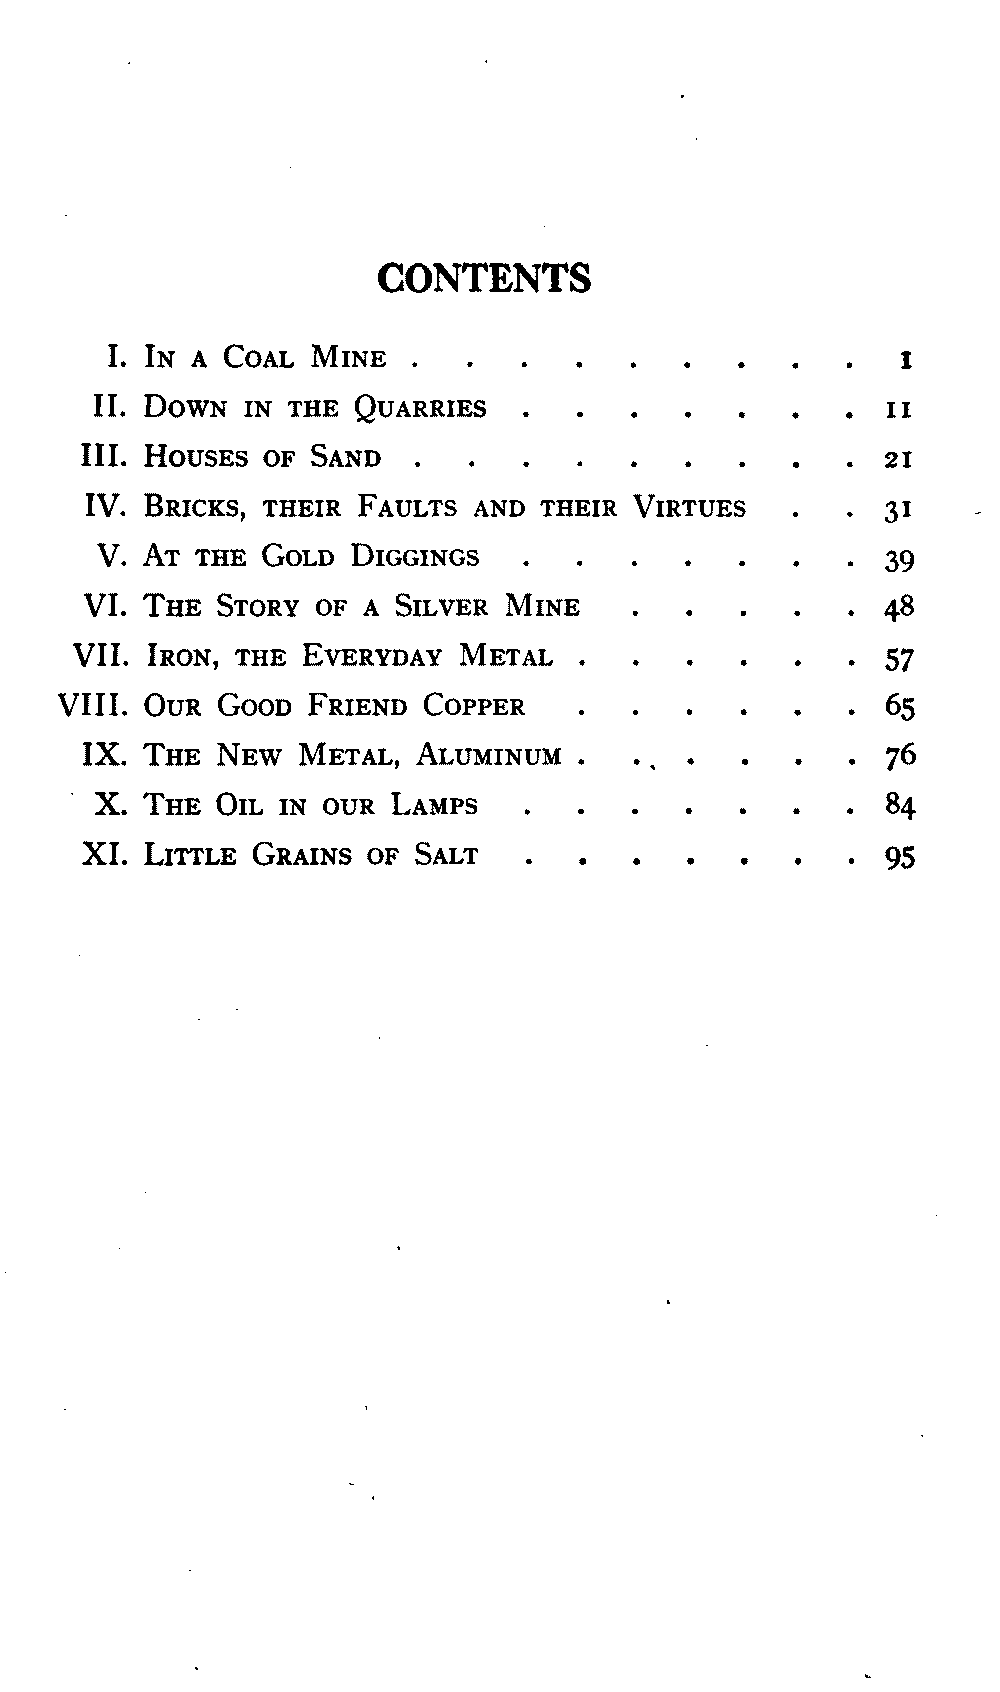 CONTENTS
I. In a Coal Mine . . . . . . . . . 1
II. Down in the Quarries . . . . . . . 11
III. Houses of Sand . . . . . . . . . 21
IV. Bricks, their Faults and their Virtues . . 31
V. At the Gold Diggings . . . . . . . 39
VI. The Story of a Silver Mine . . . . . 48
VII. Iron, the Everyday Metal . . . . . . 57
VIII. Our Good Friend Copper . . . . . . 65
IX. The New Metal, Aluminum . . . . . . 76
X. The Oil in our Lamps . . . . . . . 84
XI. Little Grains of Salt . . . . . . . 95